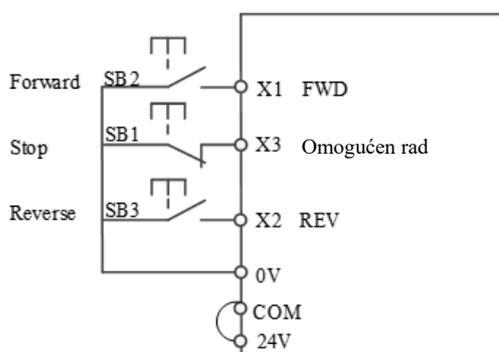 Forward SB2 X1 FWD
Stop SB1 X3 Omogućen rad
Reverse SB3 X2 REV
0V
COM
24V